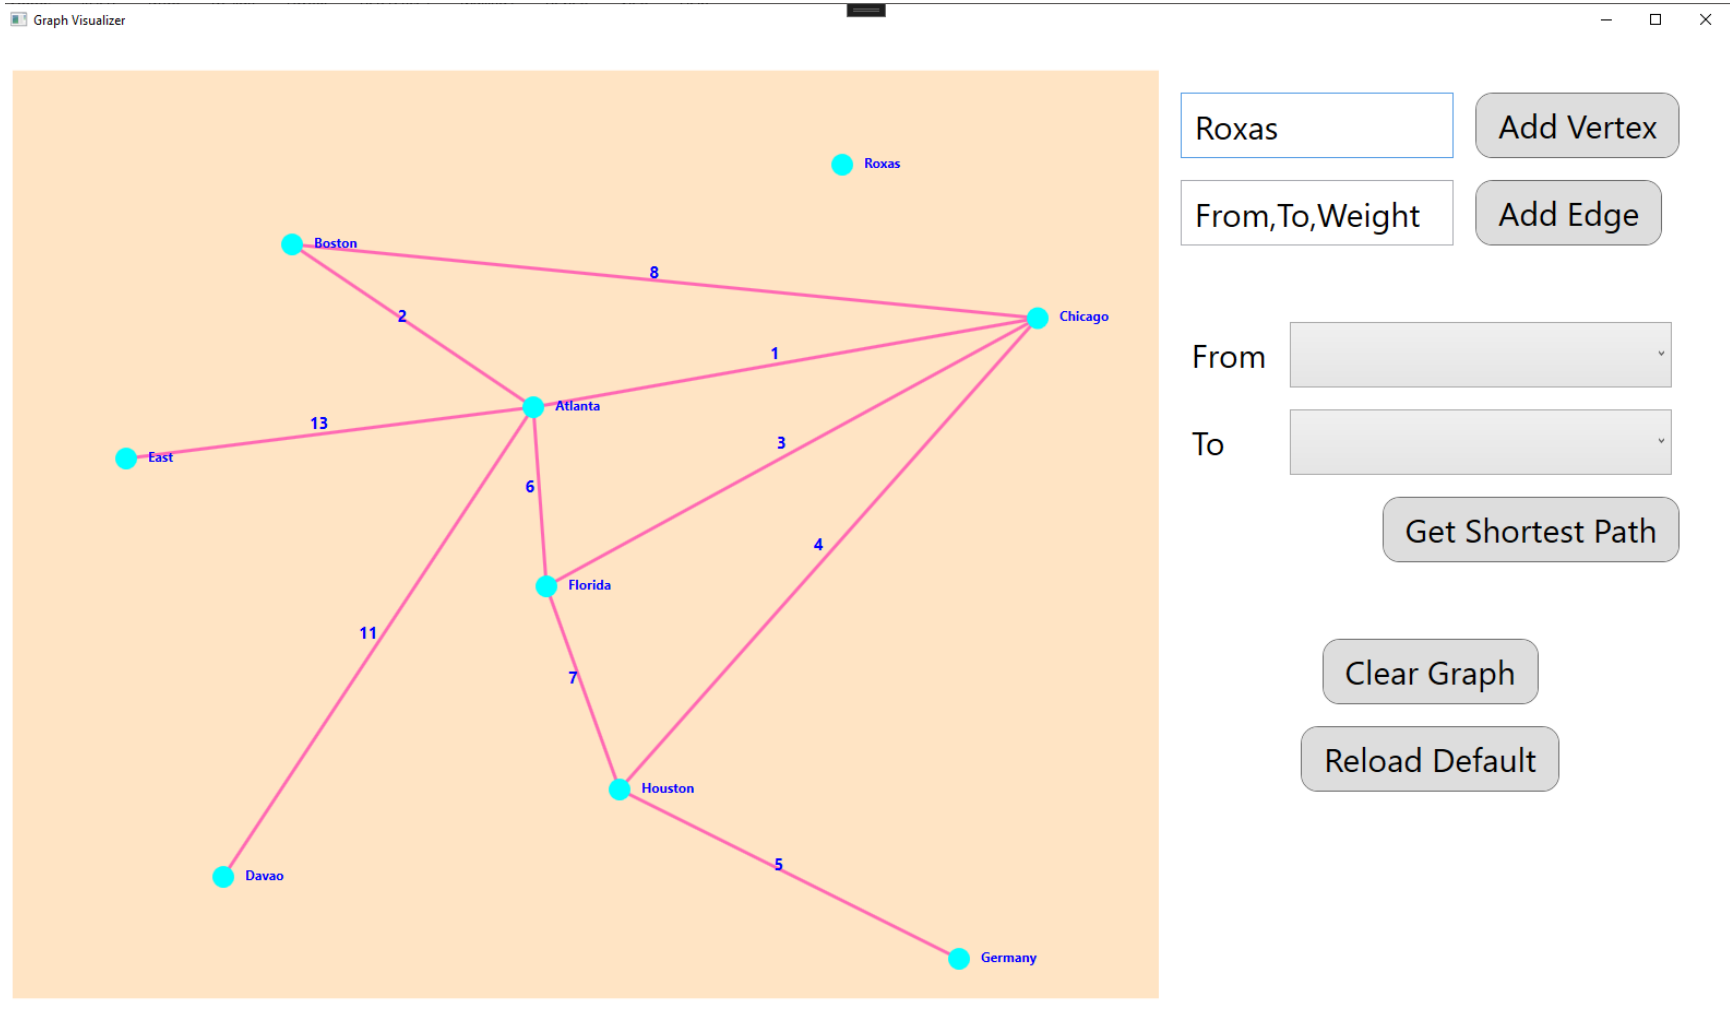 Graph Visualizer
Roxas
Add Vertex
Roxas
From,To,Weight
Add Edge
Boston
8
2
Chicago
1
From
Atlanta
13
3
To
East
6
4
Get Shortest Path
Florida
11
7
Clear Graph
Reload Default
Houston
5
Davao
Germany